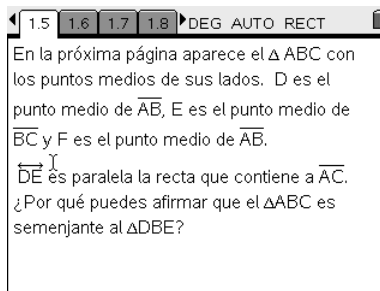 1.5 1.6 1.7 1.8 DEG AUTO RECT
En la próxima página aparece el Δ ABC con
los puntos medios de sus lados. D es el
punto medio de AB, E es el punto medio de
BC y F es el punto medio de AB.
DE es paralela la recta que contiene a AC.
¿Por qué puedes afirmar que el ΔABC es
semenjante al ΔDBE?